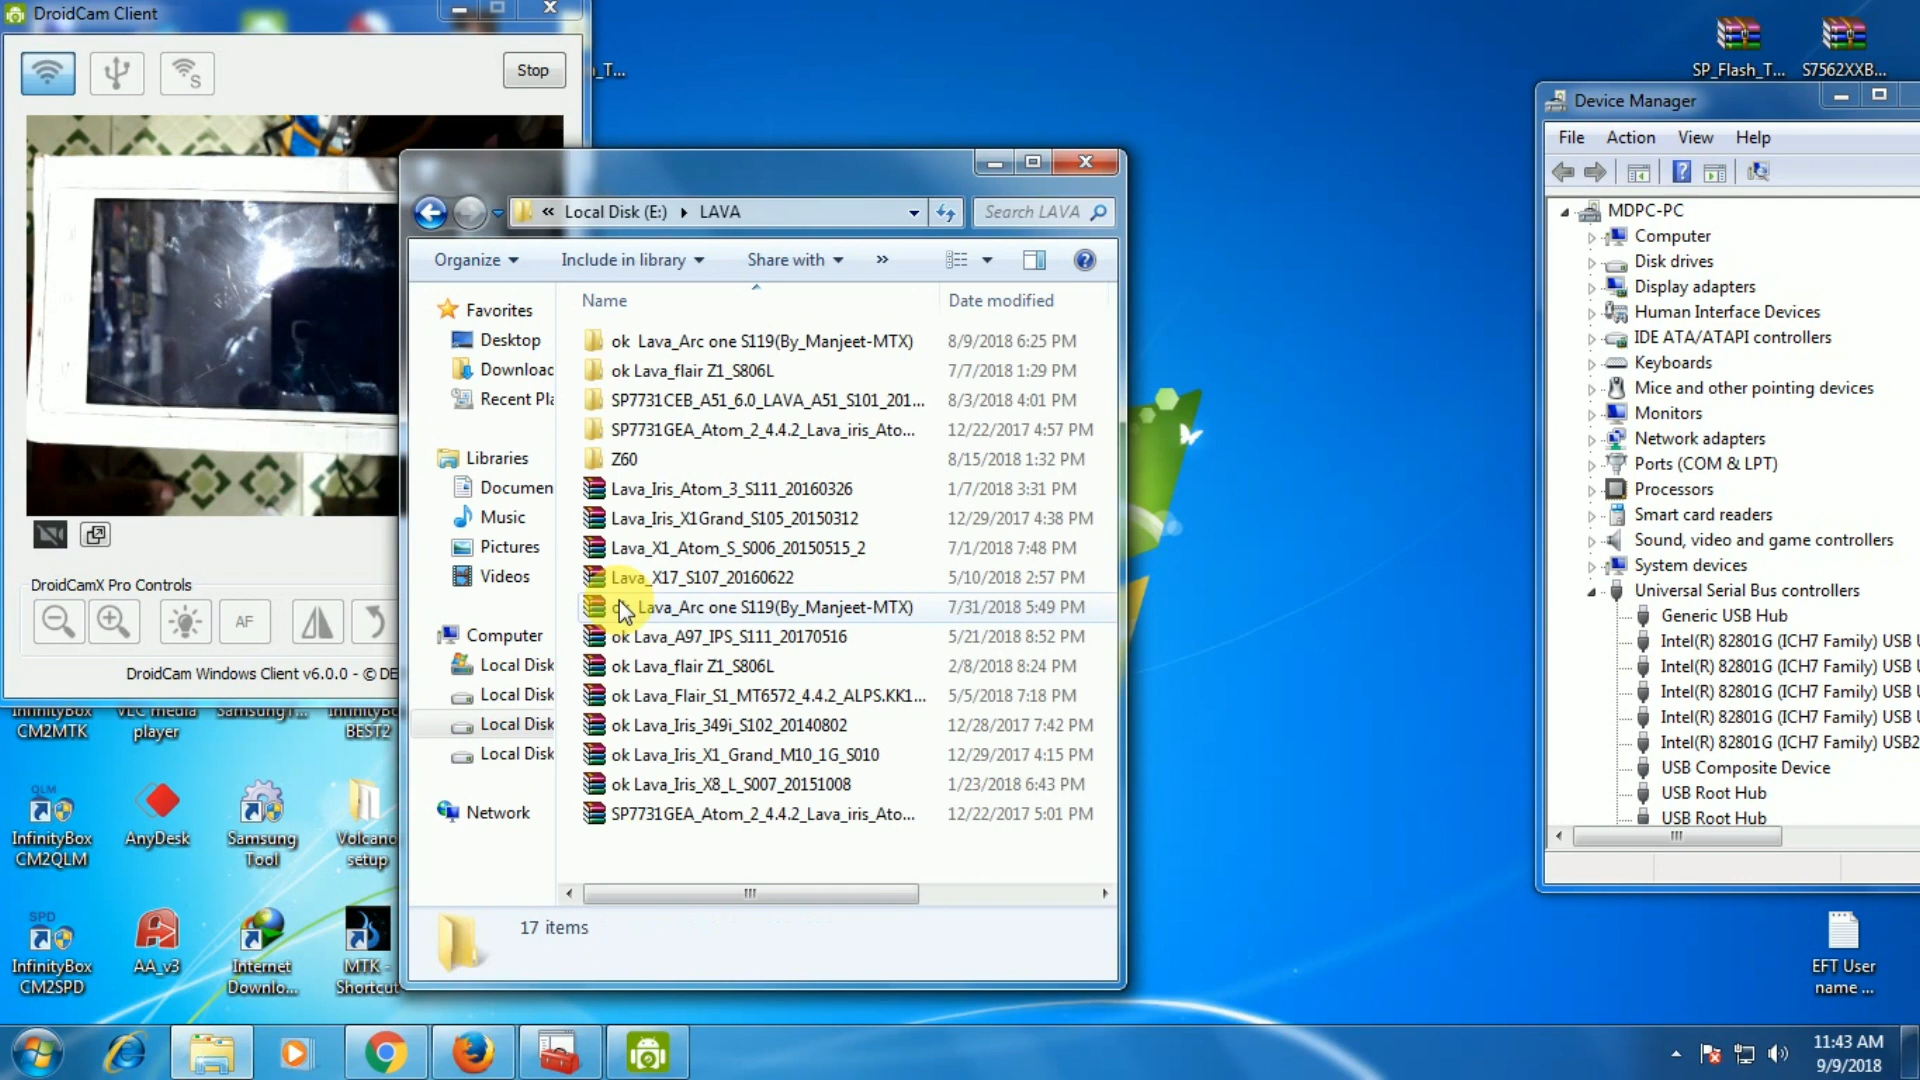 DroidCam Client
Stop
_T...
DroidCamX Pro Controls
AF
DroidCam Windows Client v6.0.0 - © DE
« Local Disk (E:) ▸ LAVA
Search LAVA
Organize
Include in library
Share with
»
Name
Date modified
Favorites
Desktop
Downloac
Recent Pla
Libraries
Documen
Music
Pictures
Videos
Computer
Local Disk
Local Disk
Local Disk
Local Disk
Network
ok Lava_Arc one S119(By_Manjeet-MTX) 8/9/2018 6:25 PM
ok Lava_flair Z1_S806L 7/7/2018 1:29 PM
SP7731CEB_A51_6.0_LAVA_A51_S101_201... 8/3/2018 4:01 PM
SP7731GEA_Atom_2_4.4.2_Lava_iris_Ato... 12/22/2017 4:57 PM
Z60 8/15/2018 1:32 PM
Lava_Iris_Atom_3_S111_20160326 1/7/2018 3:31 PM
Lava_Iris_X1Grand_S105_20150312 12/29/2017 4:38 PM
Lava_X1_Atom_S_S006_20150515_2 7/1/2018 7:48 PM
Lava_X17_S107_20160622 5/10/2018 2:57 PM
ok Lava_Arc one S119(By_Manjeet-MTX) 7/31/2018 5:49 PM
ok Lava_A97_IPS_S111_20170516 5/21/2018 8:52 PM
ok Lava_flair Z1_S806L 2/8/2018 8:24 PM
ok Lava_Flair_S1_MT6572_4.4.2_ALPS.KK1... 5/5/2018 7:18 PM
ok Lava_Iris_349i_S102_20140802 12/28/2017 7:42 PM
ok Lava_Iris_X1_Grand_M10_1G_S010 12/29/2017 4:15 PM
ok Lava_Iris_X8_L_S007_20151008 1/23/2018 6:43 PM
SP7731GEA_Atom_2_4.4.2_Lava_iris_Ato... 12/22/2017 5:01 PM
17 items
SP_Flash_T...
S7562XXB...
Device Manager
File Action View Help
MDPC-PC
Computer
Disk drives
Display adapters
Human Interface Devices
IDE ATA/ATAPI controllers
Keyboards
Mice and other pointing devices
Monitors
Network adapters
Ports (COM & LPT)
Processors
Smart card readers
Sound, video and game controllers
System devices
Universal Serial Bus controllers
Generic USB Hub
Intel(R) 82801G (ICH7 Family) USB U
Intel(R) 82801G (ICH7 Family) USB U
Intel(R) 82801G (ICH7 Family) USB U
Intel(R) 82801G (ICH7 Family) USB U
Intel(R) 82801G (ICH7 Family) USB2
USB Composite Device
USB Root Hub
USB Root Hub
InfinityBox
CM2MTK
VLC media
player
SamsungT...
InfinityBo
BEST2
QLM
InfinityBox
CM2QLM
AnyDesk
Samsung
Tool
Volcano
setup
SPD
InfinityBox
CM2SPD
AA_v3
Internet
Downlo...
MTK -
Shortcut
EFT User
name ...
11:43 AM
9/9/2018